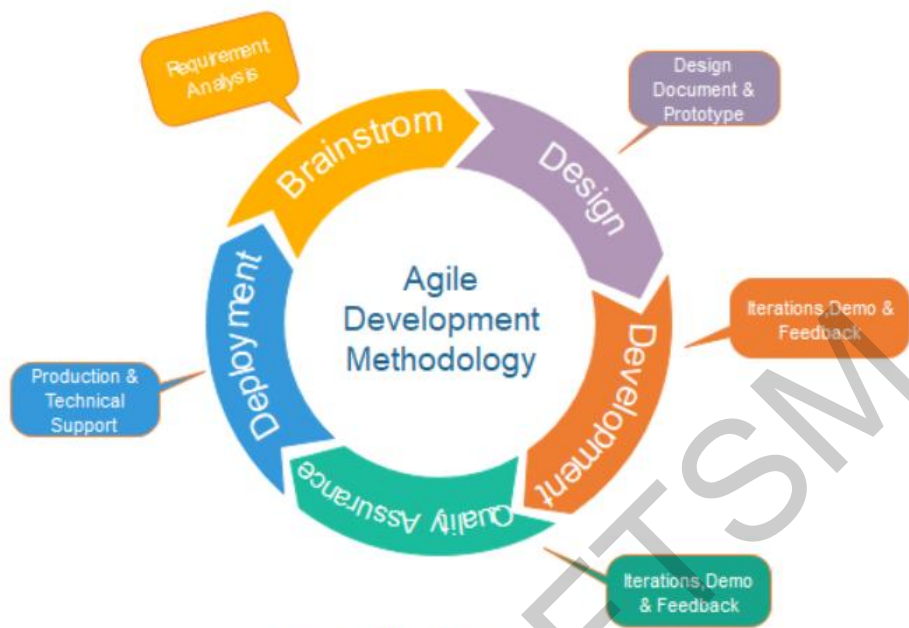 Requirement
Analysis
Brainstrom
Design
Document &
Prototype
Design
Agile
Development
Methodology
Iterations,Demo &
Feedback
Development
Deployment
Production &
Technical
Support
Quality Assurance
Iterations,Demo
& Feedback
FTSM